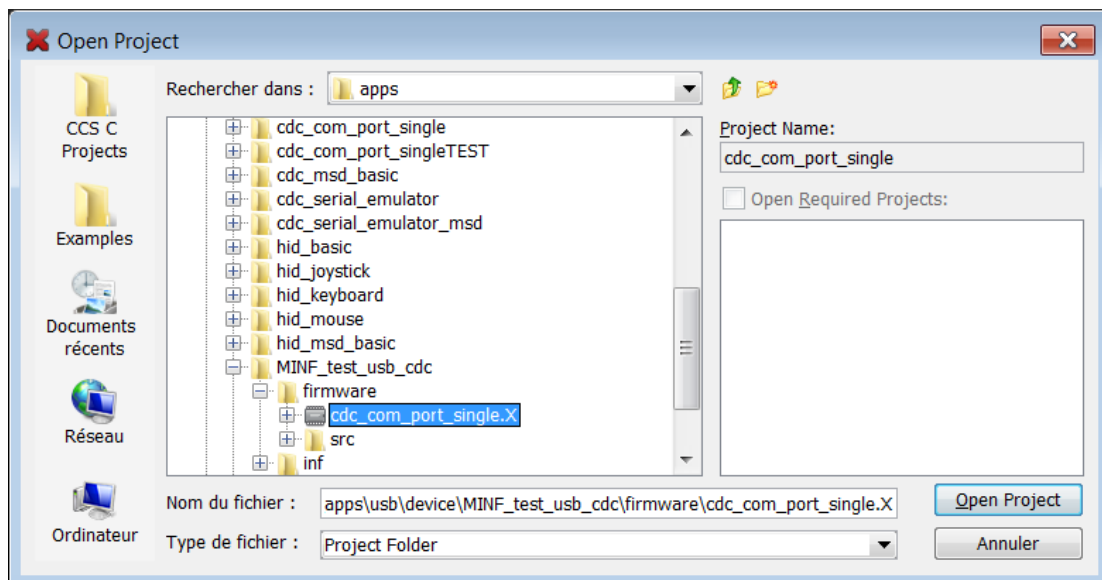 Open Project
Rechercher dans :
apps
CCS C
Projects
Examples
Documents
récents
Réseau
Ordinateur
cdc_com_port_single
cdc_com_port_singleTEST
cdc_msd_basic
cdc_serial_emulator
cdc_serial_emulator_msd
hid_basic
hid_joystick
hid_keyboard
hid_mouse
hid_msd_basic
MINF_test_usb_cdc
firmware
cdc_com_port_single.X
src
inf
Project Name:
cdc_com_port_single
Open Required Projects:
Nom du fichier :
apps\usb\device\MINF_test_usb_cdc\firmware\cdc_com_port_single.X
Open Project
Type de fichier :
Project Folder
Annuler